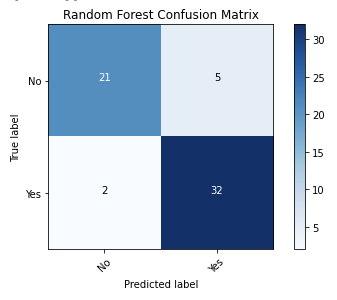 Random Forest Confusion Matrix
No
21
5
Yes
2
32
True label
No
Yes
Predicted label
30
25
20
15
10
5